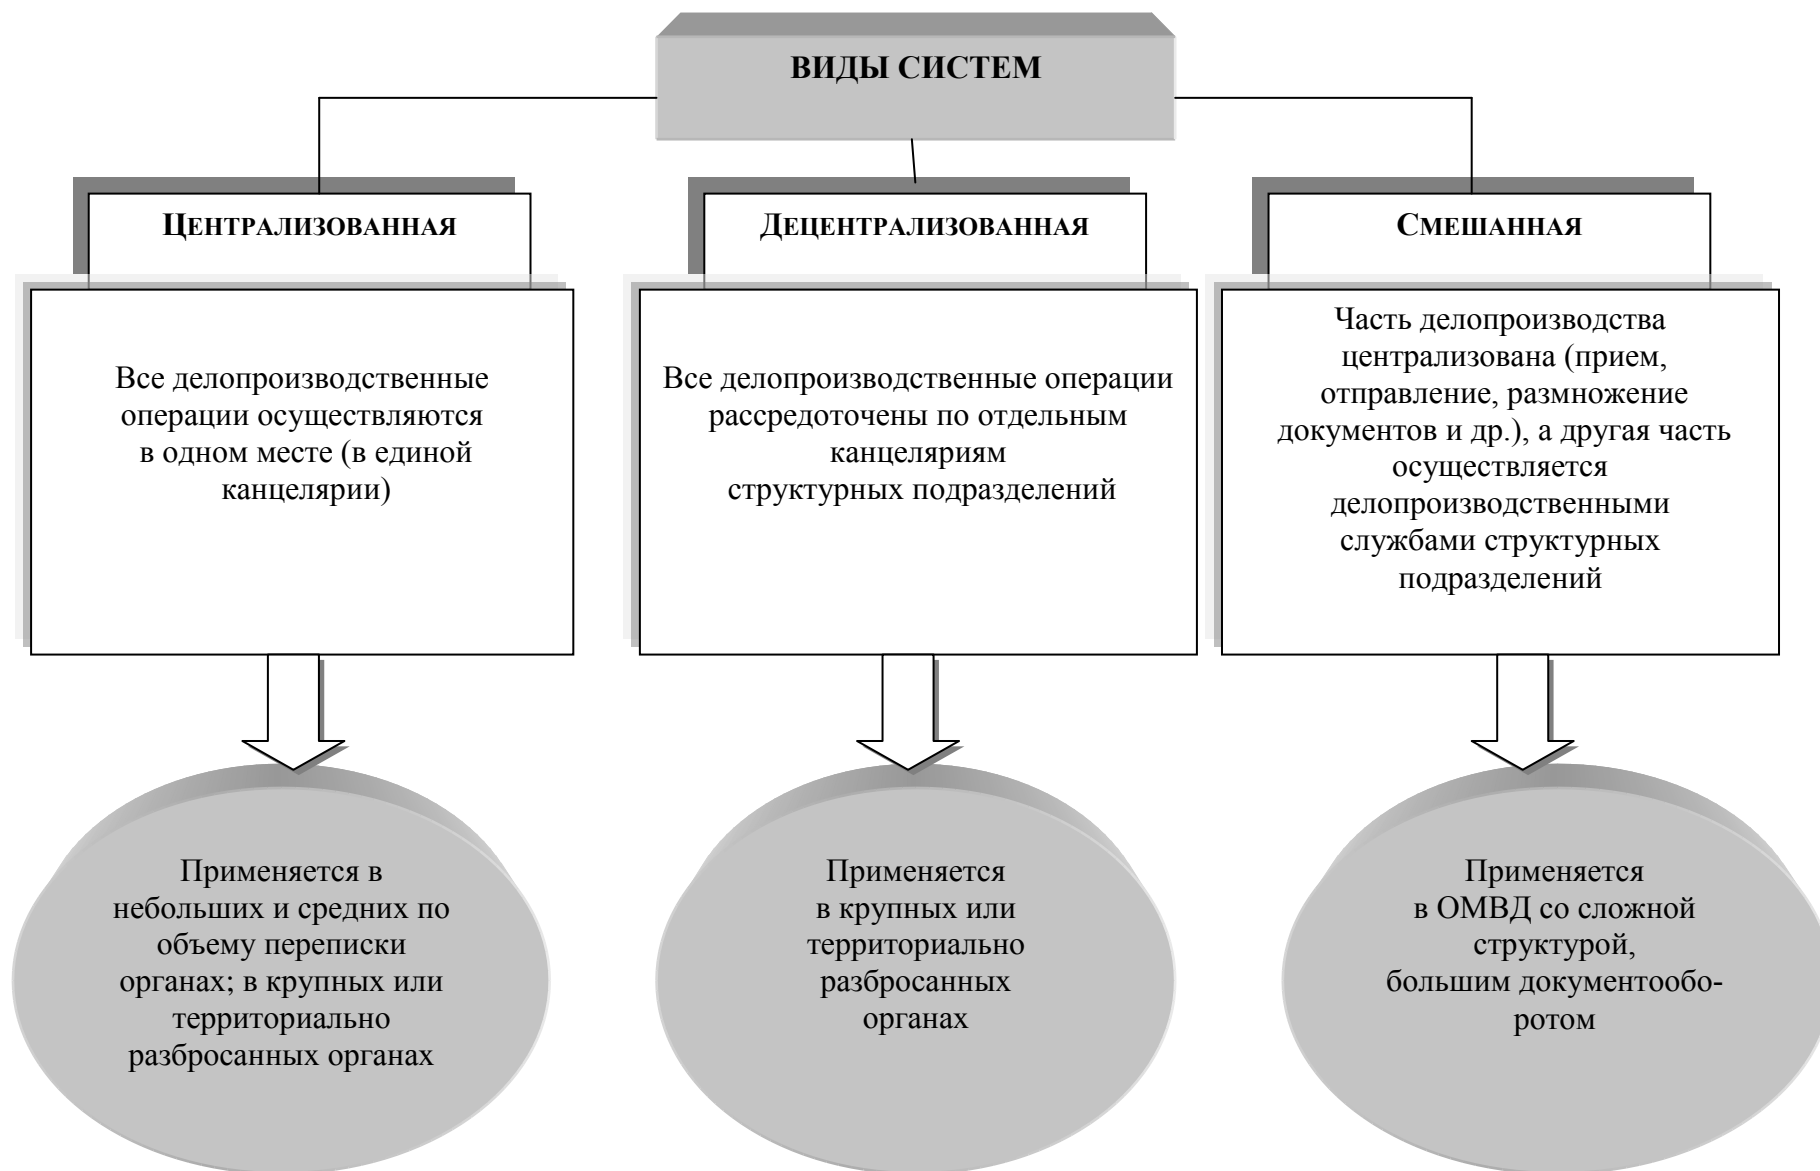 ВИДЫ СИСТЕМ
ЦЕНТРАЛИЗОВАННАЯ
Все делопроизводственные
операции осуществляются
в одном месте (в единой
канцелярии)
Применяется в
небольших и средних по
объему переписки
органах; в крупных или
территориально
разбросанных органах
ДЕЦЕНТРАЛИЗОВАННАЯ
Все делопроизводственные операции
рассредоточены по отдельным
канцеляриям
структурных подразделений
Применяется
в крупных или
территориально
разбросанных
органах
СМЕШАННАЯ
Часть делопроизводства
централизована (прием,
отправление, размножение
документов и др.), а другая часть
осуществляется
делопроизводственными
службами структурных
подразделений
Применяется
в ОМВД со сложной
структурой,
большим документообо-
ротом